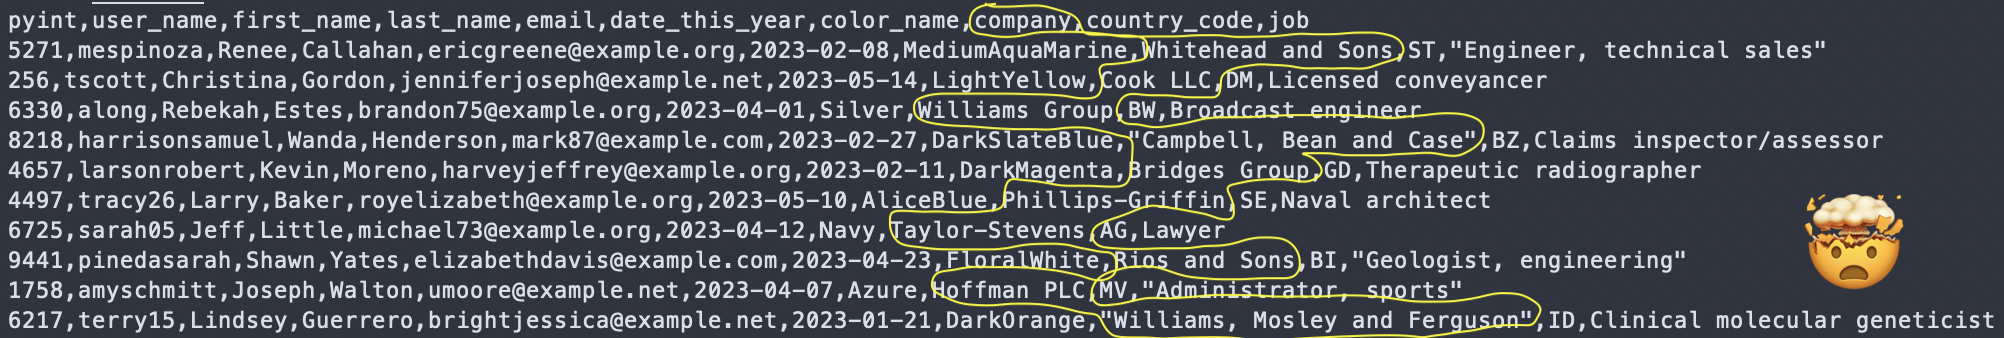 pyint,user_name,first_name,last_name,email,date_this_year,color_name,company,country_code,job
5271,mespinoza,Renee,Callahan,ericgreene@example.org,2023-02-08,MediumAquaMarine,Whitehead and Sons,ST,"Engineer, technical sales"
256,tscott,Christina,Gordon,jenniferjoseph@example.net,2023-05-14,LightYellow,Cook LLC,DM,Licensed conveyancer
6330,along,Rebekah,Estes,brandon75@example.org,2023-04-01,Silver,Williams Group,BW,Broadcast engineer
8218,harrisonsamuel,Wanda,Henderson,mark87@example.com,2023-02-27,DarkSlateBlue,"Campbell, Bean and Case",BZ,Claims inspector/assessor
4657,larsonrobert,Kevin,Moreno,harveyjeffrey@example.org,2023-02-11,DarkMagenta,Bridges Group,GD,Therapeutic radiographer
4497,tracy26,Larry,Baker,royelizabeth@example.org,2023-05-10,AliceBlue,Phillips-Griffin,SE,Naval architect
6725,sarah05,Jeff,Little,michael73@example.org,2023-04-12,Navy,Taylor-Stevens,AG,Lawyer
9441,pinedasarah,Shawn,Yates,elizabethdavis@example.com,2023-04-23,FloralWhite,Rios and Sons,BI,"Geologist, engineering"
1758,amyschmitt,Joseph,Walton,umoore@example.net,2023-04-07,Azure,Hoffman PLC,MV,"Administrator, sports"
6217,terry15,Lindsey,Guerrero,brightjessica@example.net,2023-01-21,DarkOrange,"Williams, Mosley and Ferguson",ID,Clinical molecular geneticist